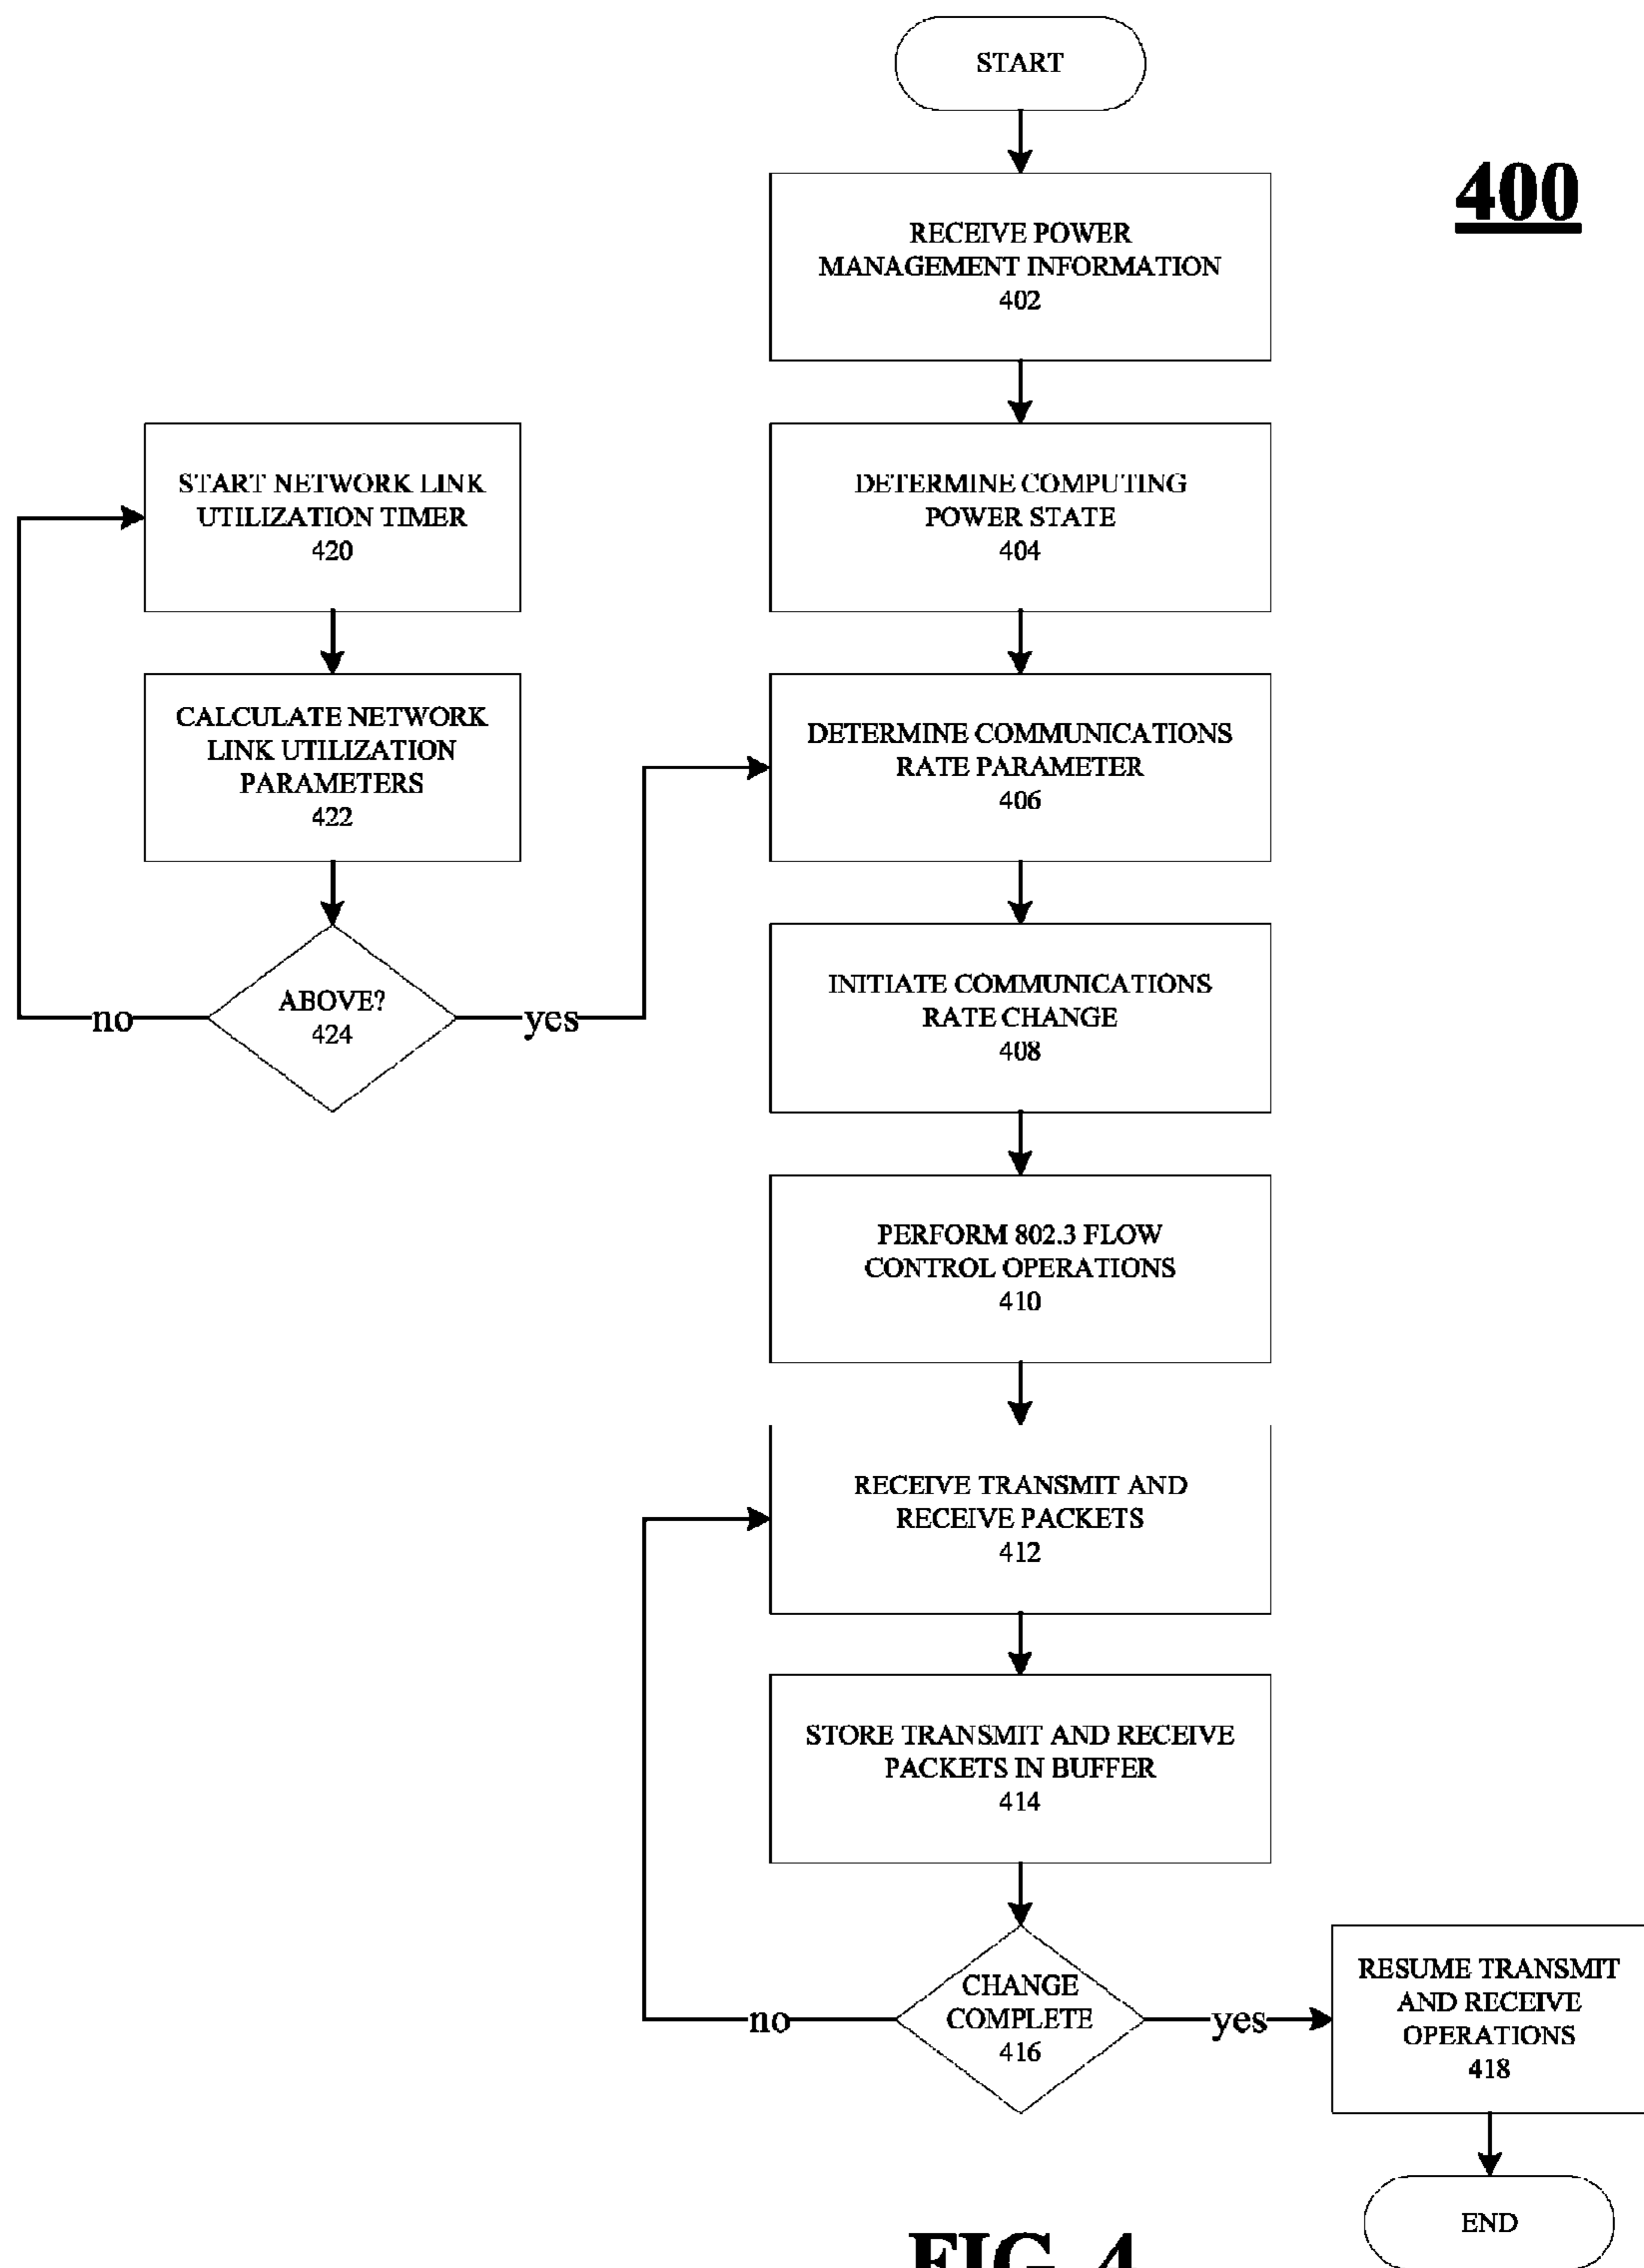 START
400
RECEIVE POWER
MANAGEMENT INFORMATION
402
DETERMINE COMPUTING
POWER STATE
404
START NETWORK LINK
UTILIZATION TIMER
420
CALCULATE NETWORK
LINK UTILIZATION
PARAMETERS
422
ABOVE?
424
no
yes
DETERMINE COMMUNICATIONS
RATE PARAMETER
406
INITIATE COMMUNICATIONS
RATE CHANGE
408
PERFORM 802.3 FLOW
CONTROL OPERATIONS
410
RECEIVE TRANSMIT AND
RECEIVE PACKETS
412
STORE TRANSMIT AND RECEIVE
PACKETS IN BUFFER
414
CHANGE
COMPLETE
416
no
yes
RESUME TRANSMIT
AND RECEIVE
OPERATIONS
418
END
FIG. 4